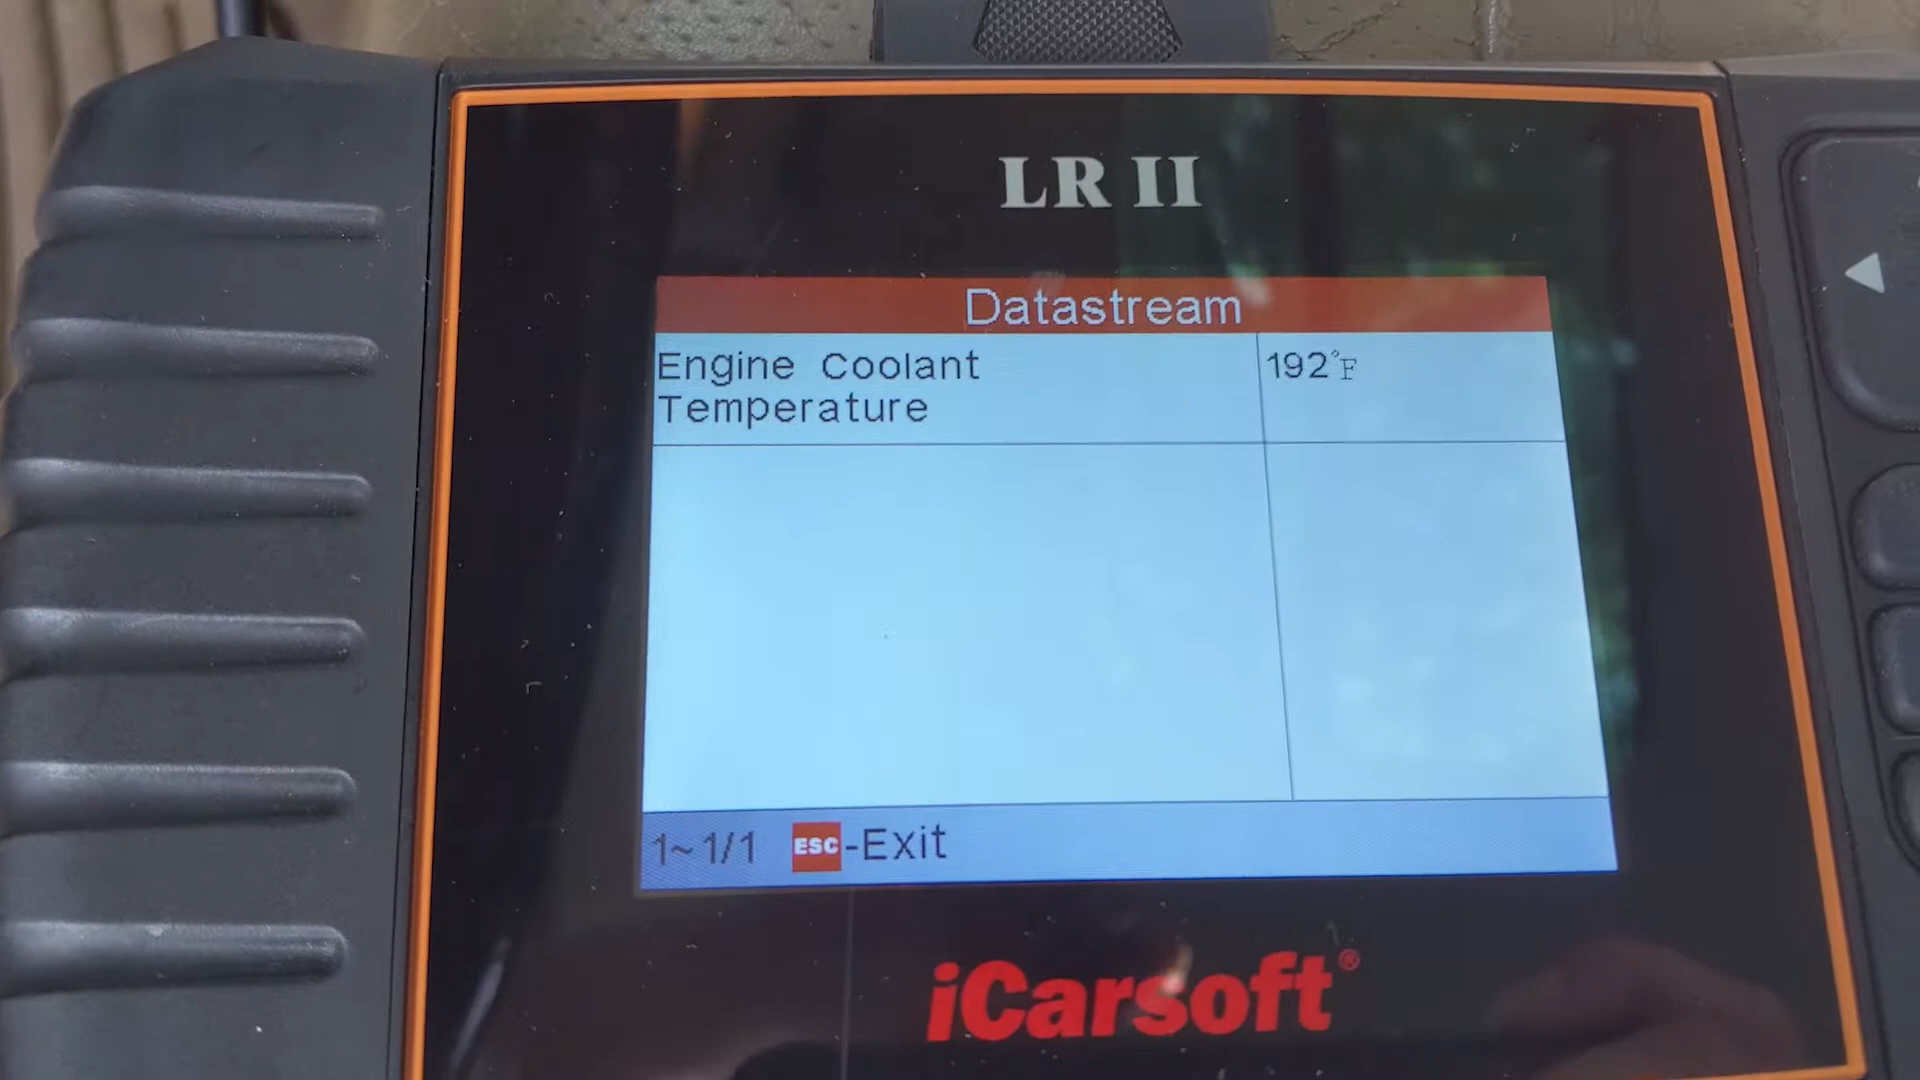 LR II
Datastream
Engine Coolant 192°F
Temperature
1~1/1 ESC-Exit
iCarsoft®